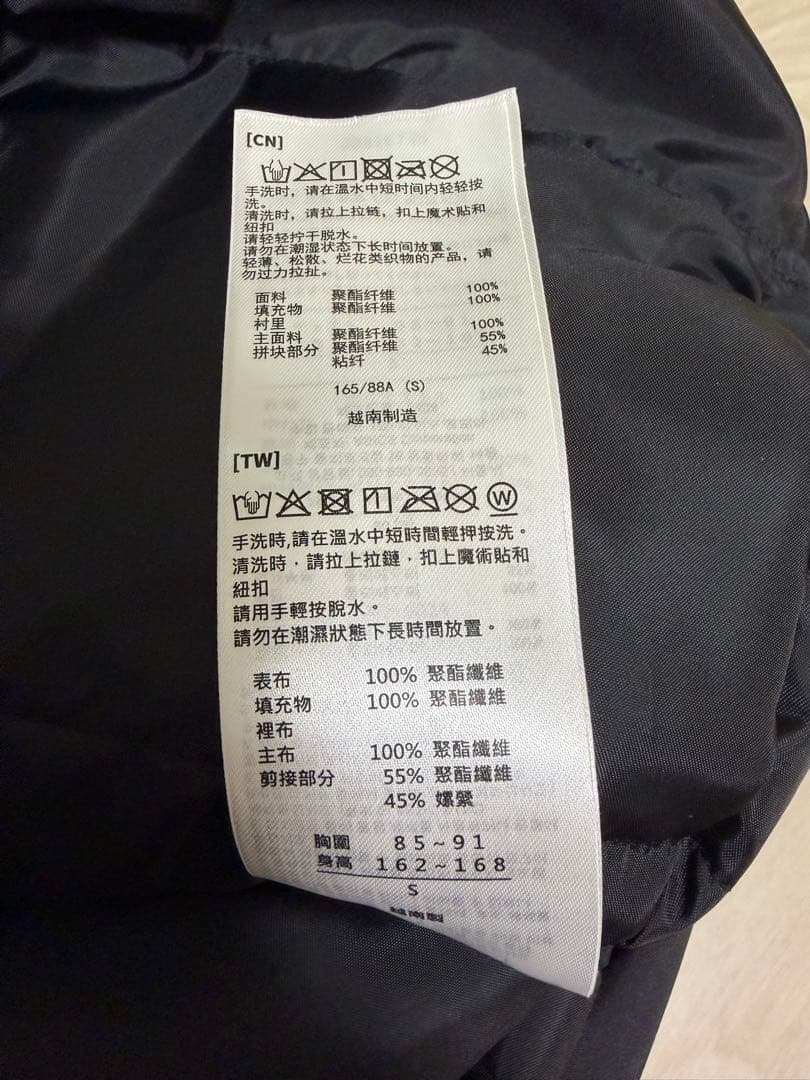 [CN]
手洗时，请在温水中短时间内轻轻按
洗。
清洗时，请拉上拉链，扣上魔术贴和
纽扣
请轻轻拧干脱水。
请勿在潮湿状态下长时间放置。
轻薄、松散、烂花类织物的产品，请
勿过力拉扯。
面料 聚酯纤维 100%
填充物 聚酯纤维 100%
衬里
主面料 聚酯纤维 100%
拼块部分 聚酯纤维 55%
粘纤 45%
165/88A (S)
越南制造
[TW]
W
手洗時,請在溫水中短時間輕押按洗。
清洗時，請拉上拉鏈，扣上魔術貼和
紐扣
請用手輕按脫水。
請勿在潮濕狀態下長時間放置。
表布 100% 聚酯纖維
填充物 100% 聚酯纖維
裡布
主布 100% 聚酯纖維
剪接部分 55% 聚酯纖維
45% 嫘縈
胸圍 85~91
身高 162~168
S
越南製